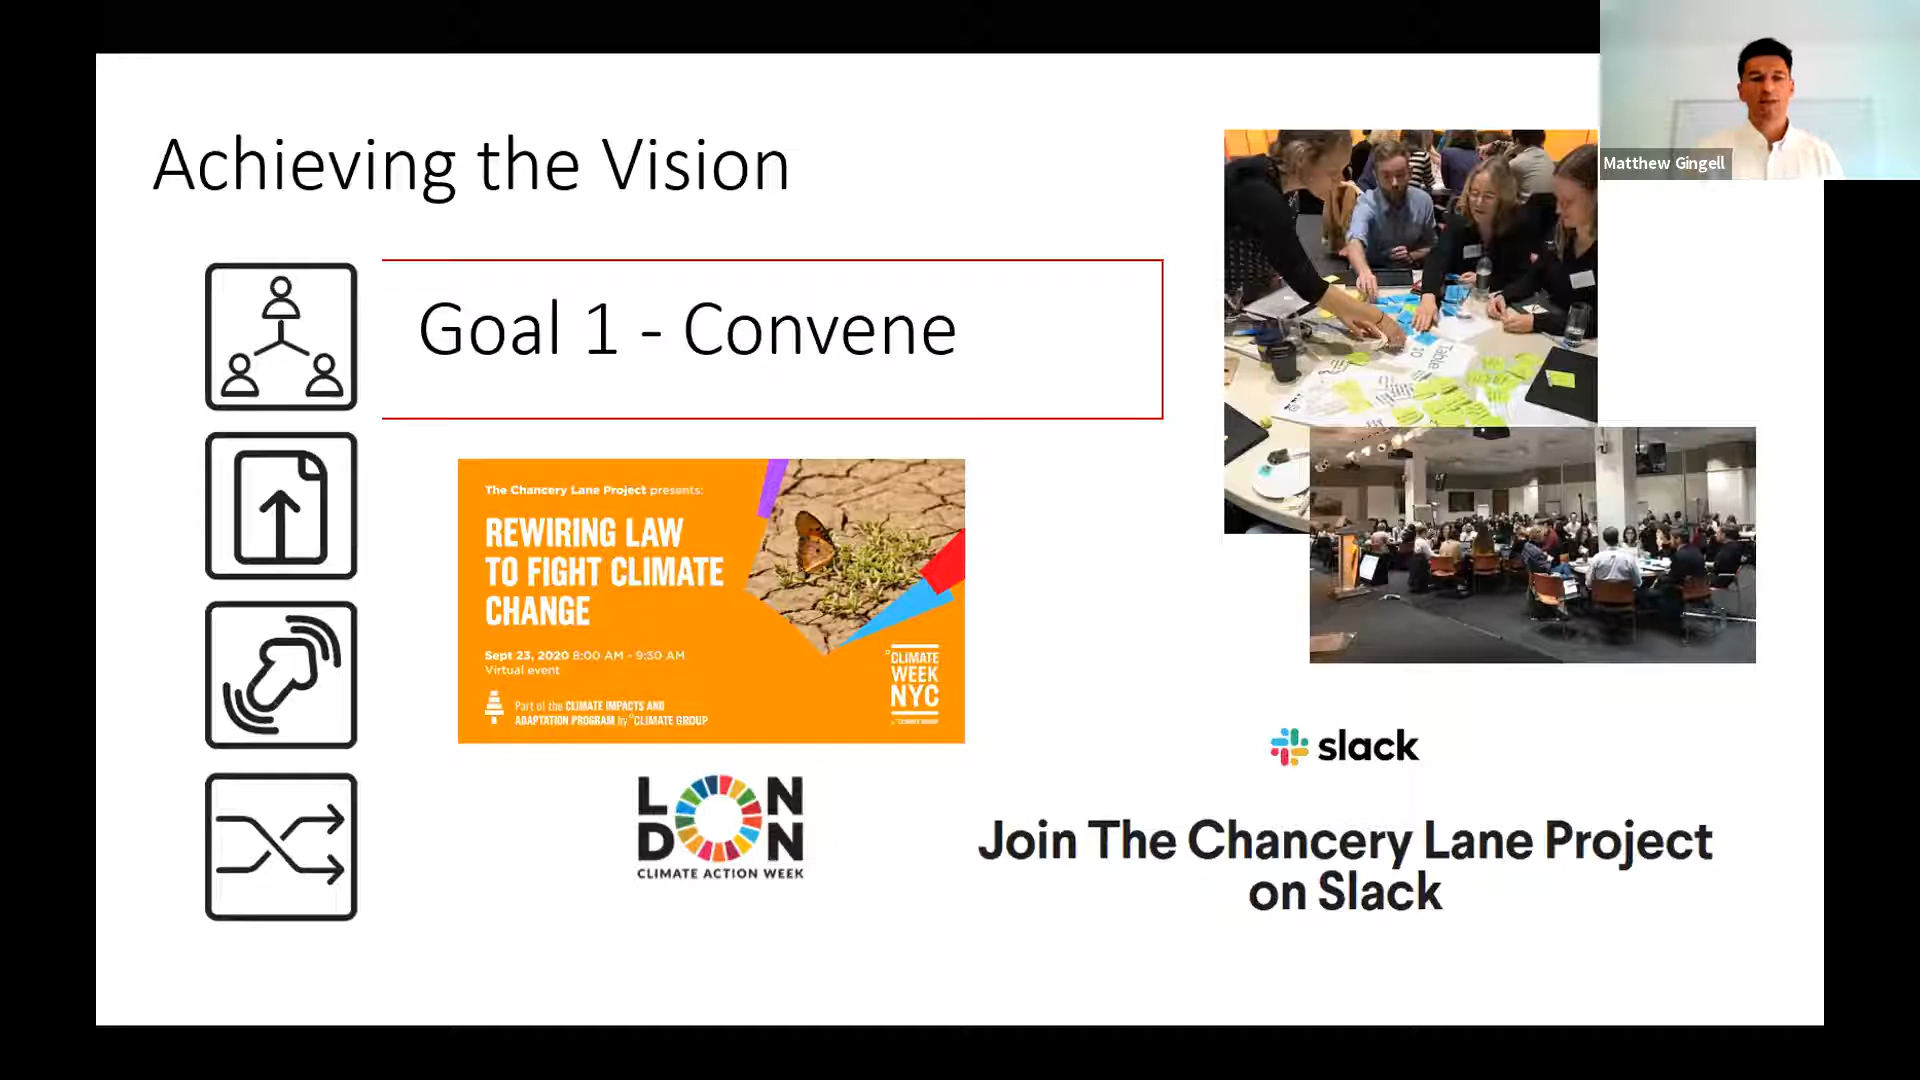 Achieving the Vision
Matthew Gingell
Goal 1 - Convene
Table
10
The Chancery Lane Project presents:
REWIRING LAW
TO FIGHT CLIMATE
CHANGE
Sept 23, 2020 8:00 AM - 9:30 AM
Virtual event
Part of the CLIMATE IMPACTS AND
ADAPTATION PROGRAM by °CLIMATE GROUP
°CLIMATE
WEEK
NYC
LONDON
CLIMATE ACTION WEEK
slack
Join The Chancery Lane Project
on Slack